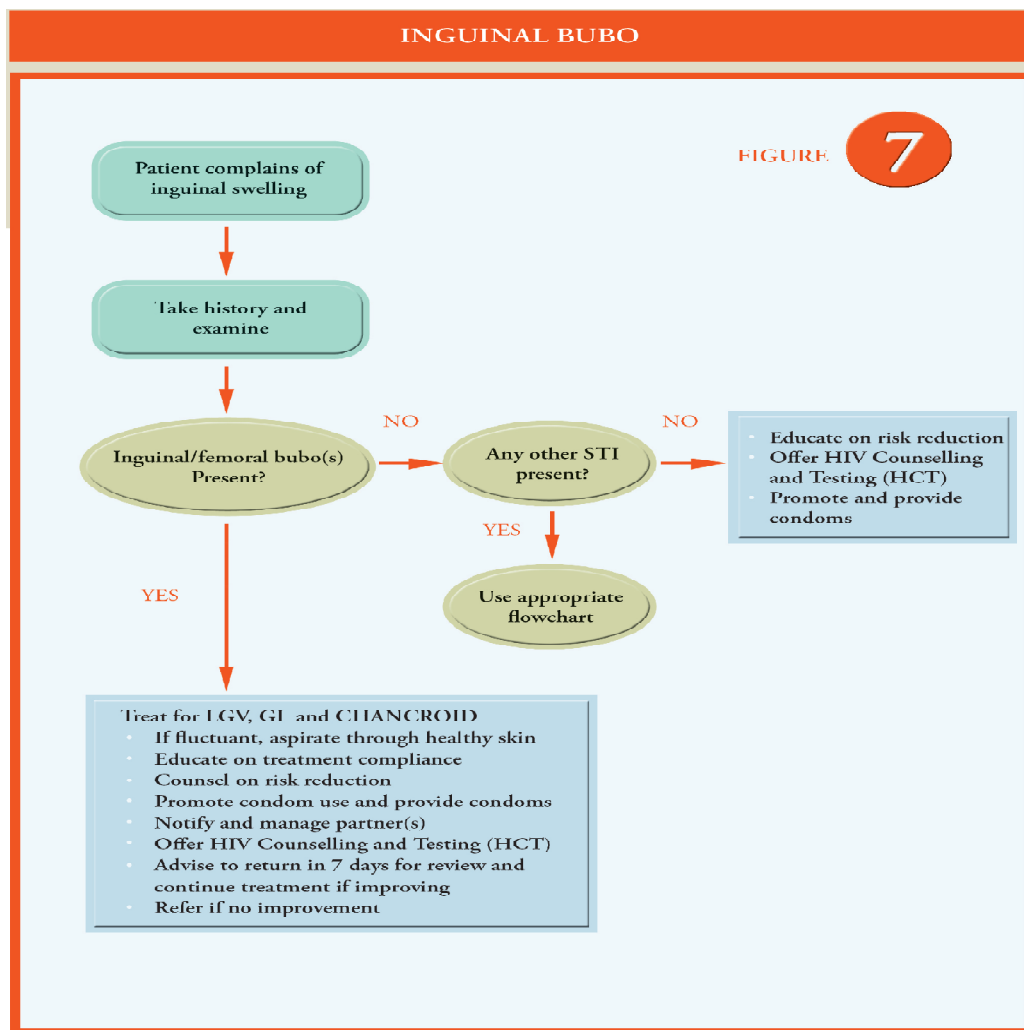 INGUINAL BUBO
FIGURE 7
Patient complains of
inguinal swelling
Take history and
examine
Inguinal/femoral bubo(s)
Present?
NO
Any other STI
present?
NO
• Educate on risk reduction
• Offer HIV Counselling
and Testing (HCT)
• Promote and provide
condoms
YES
Use appropriate
flowchart
YES
Treat for LGV, GI and CHANCROID
• If fluctuant, aspirate through healthy skin
• Educate on treatment compliance
• Counsel on risk reduction
• Promote condom use and provide condoms
• Notify and manage partner(s)
• Offer HIV Counselling and Testing (HCT)
• Advise to return in 7 days for review and
continue treatment if improving
• Refer if no improvement